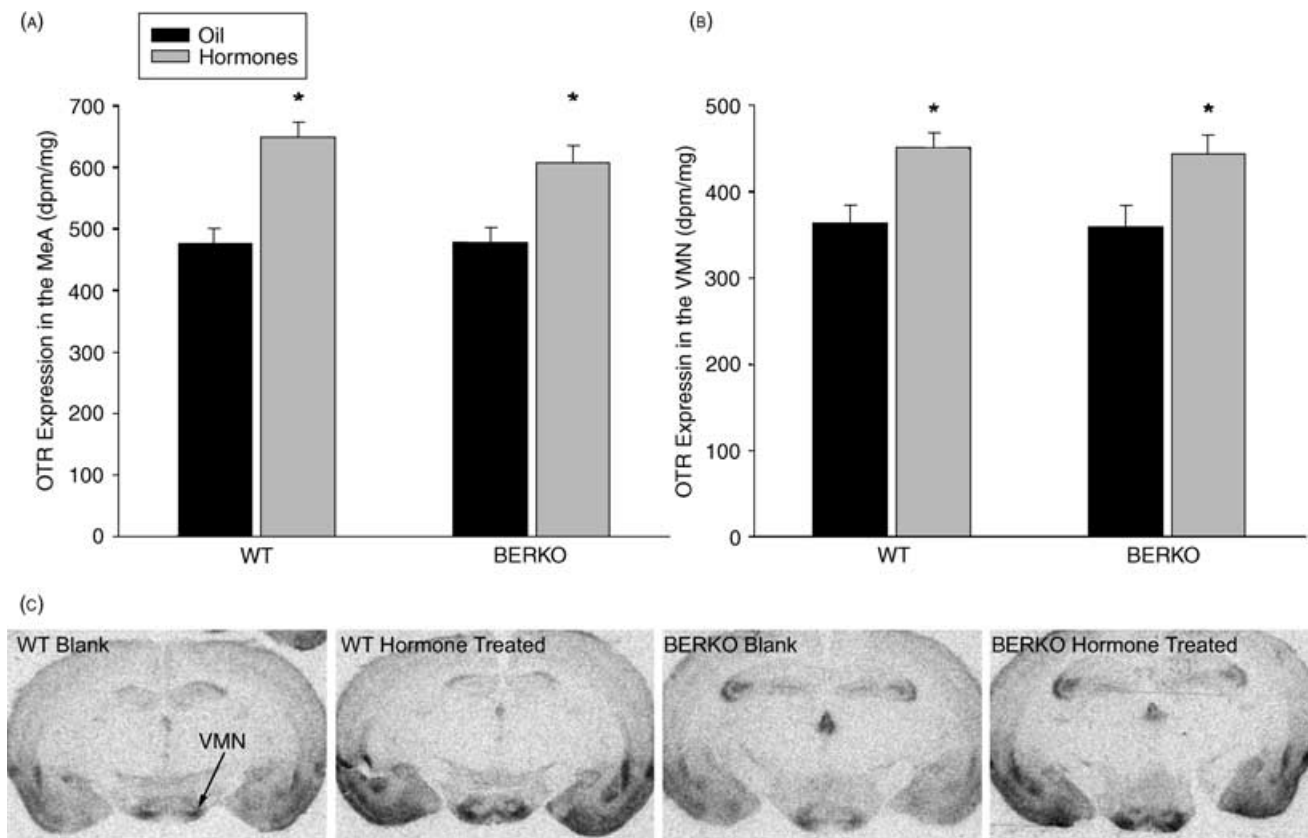 (A)
Oil
Hormones
OTR Expression in the MeA (dpm/mg)
700
600
500
400
300
200
100
0
*
*
WT
BERKO
(B)
OTR Expressin in the VMN (dpm/mg)
500
400
300
200
100
0
*
*
WT
BERKO
(C)
WT Blank
VMN
WT Hormone Treated
BERKO Blank
BERKO Hormone Treated